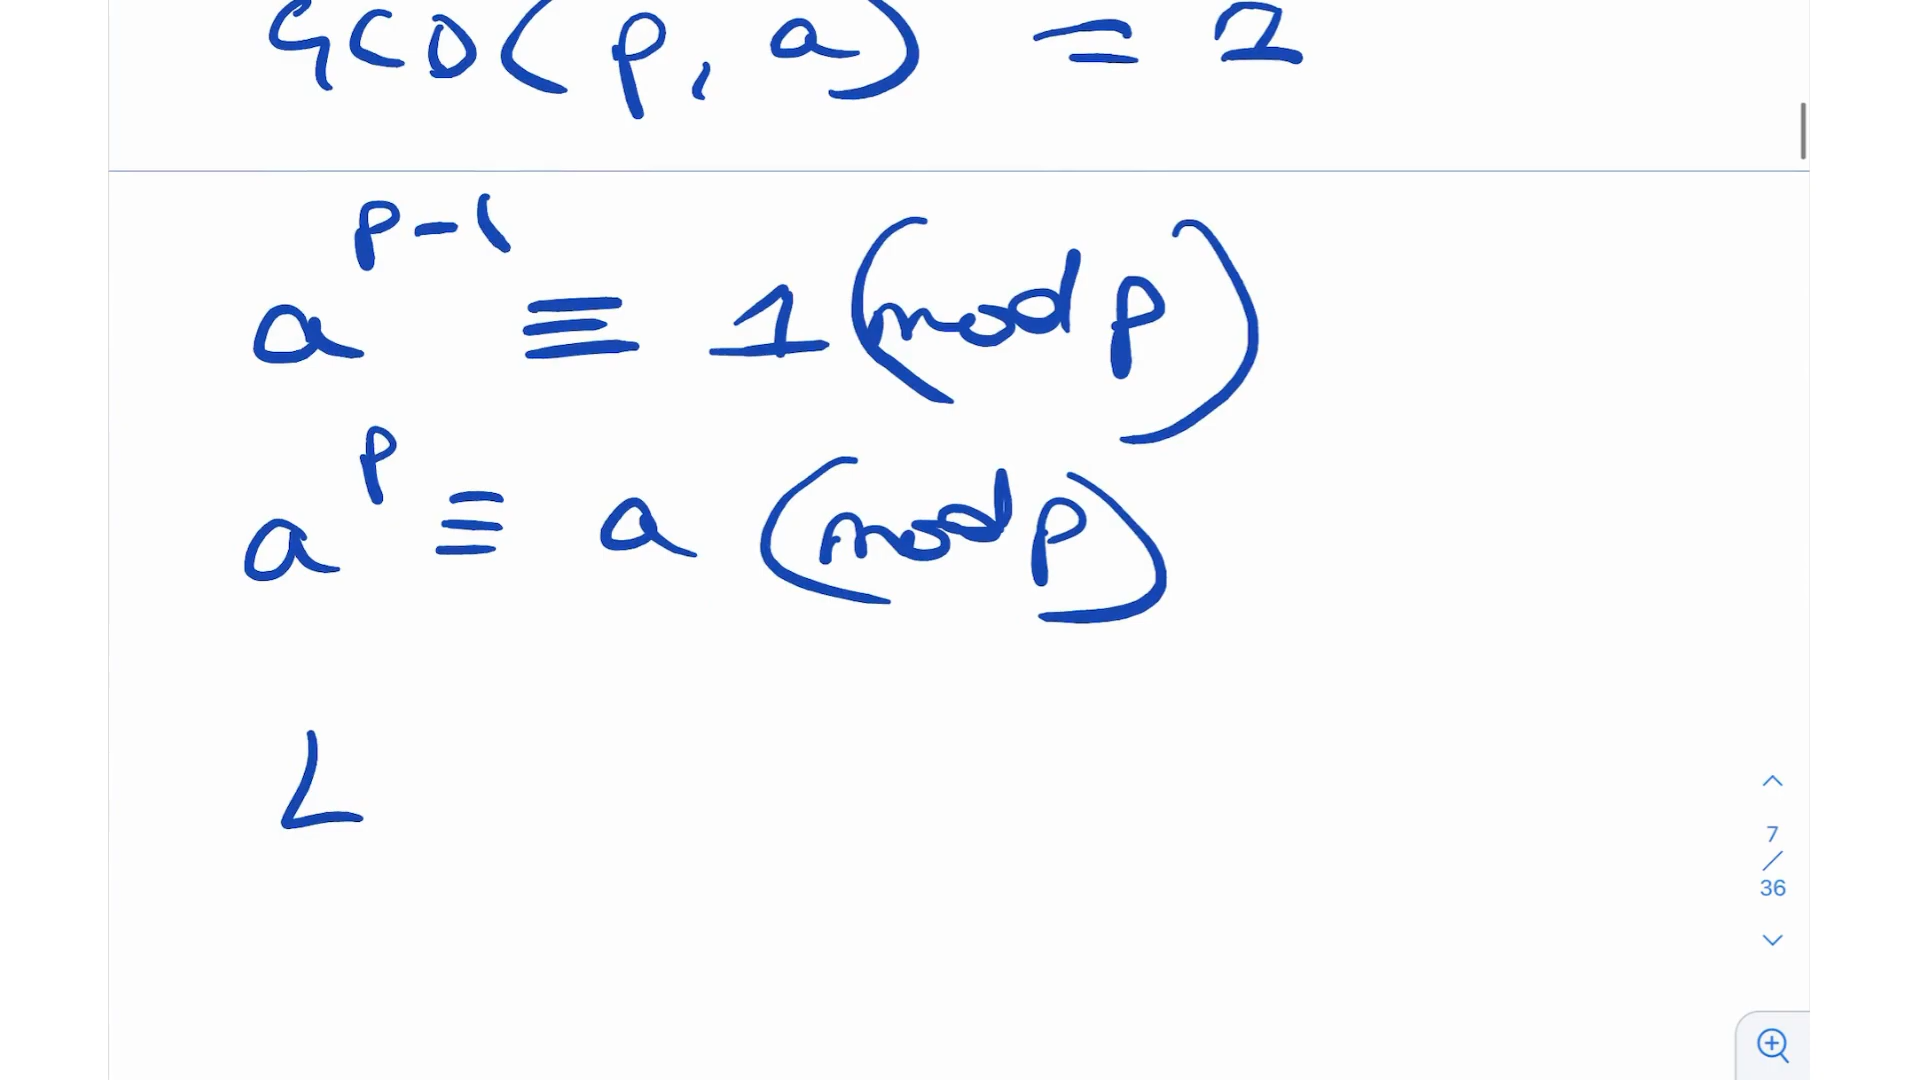 GCD(p, a) = 1
a^{p-1} ≡ 1 (mod p)
a^p ≡ a (mod p)
L
7
/
36